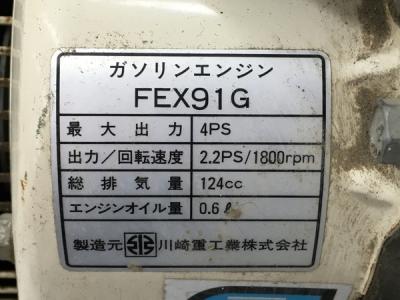 ガソリンエンジン
FEX91G
最大出力 4PS
出力/回転速度 2.2PS/1800rpm
総排気量 124cc
エンジンオイル量 0.6ℓ
製造元 川崎重工業株式会社